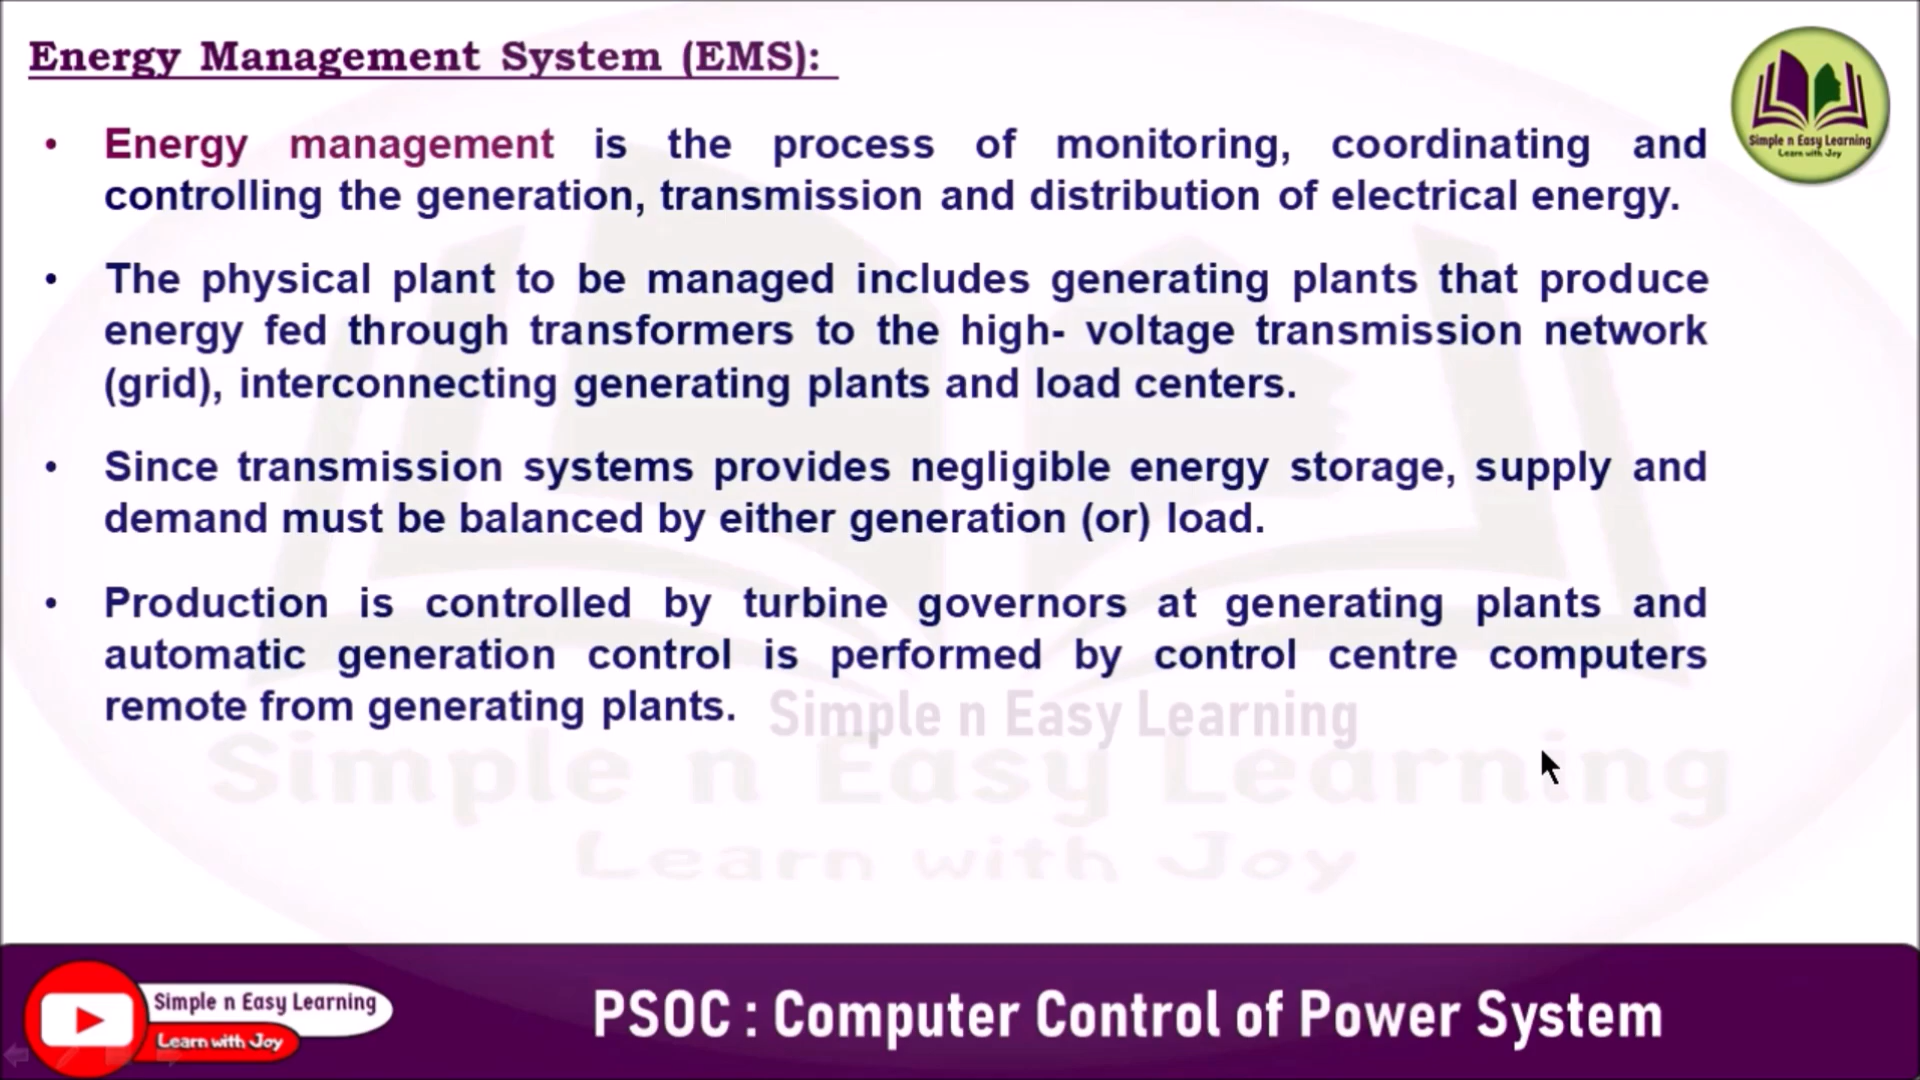 Energy Management System (EMS):
Simple n Easy Learning
Learn with Joy
• Energy management is the process of monitoring, coordinating and
controlling the generation, transmission and distribution of electrical energy.
• The physical plant to be managed includes generating plants that produce
energy fed through transformers to the high- voltage transmission network
(grid), interconnecting generating plants and load centers.
• Since transmission systems provides negligible energy storage, supply and
demand must be balanced by either generation (or) load.
• Production is controlled by turbine governors at generating plants and
automatic generation control is performed by control centre computers
remote from generating plants.
Simple n Easy Learning
Simple n Easy Learning
Learn with Joy
Simple n Easy Learning
Learn with Joy
PSOC : Computer Control of Power System